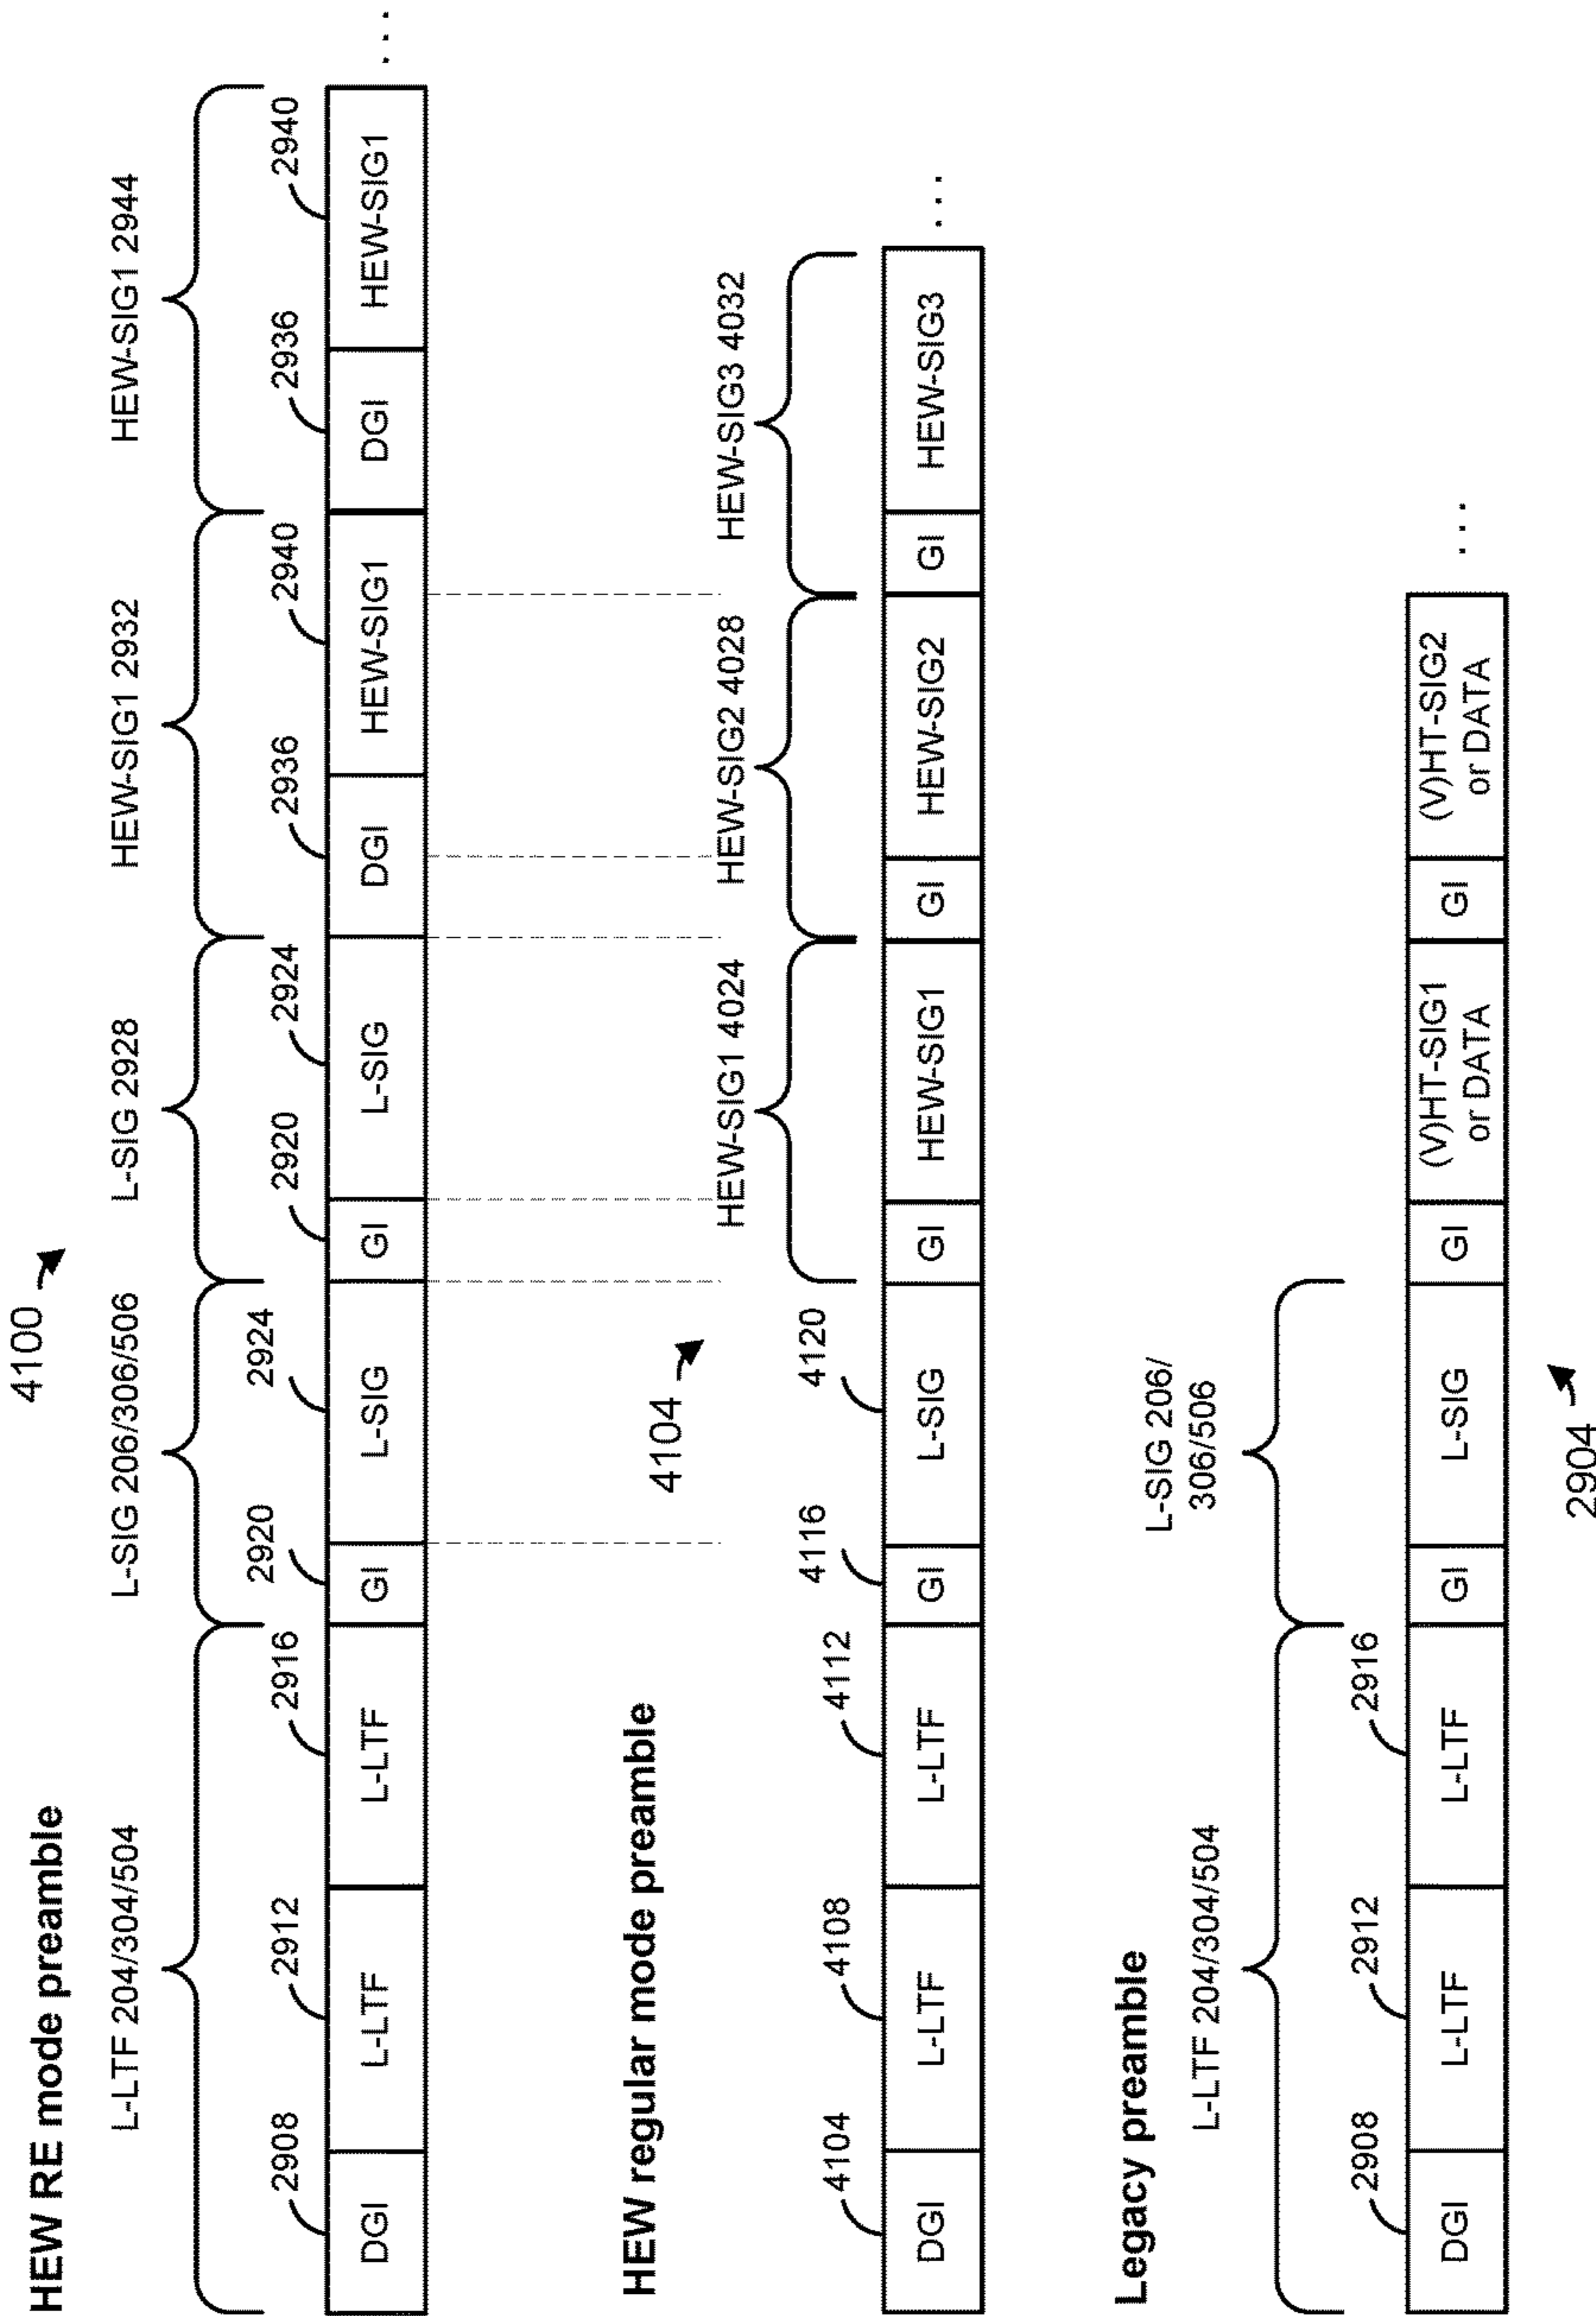 4100
HEW RE mode preamble
L-LTF 204/304/504
L-SIG 206/306/506
L-SIG 2928
HEW-SIG1 2932
HEW-SIG1 2944
2908
2912
2916
2920
2924
2920
2924
2936
2940
2936
2940
DGI
L-LTF
L-LTF
GI
L-SIG
GI
L-SIG
DGI
HEW-SIG1
DGI
HEW-SIG1
...
HEW regular mode preamble
4104
HEW-SIG1 4024
HEW-SIG2 4028
HEW-SIG3 4032
4104
4108
4112
4116
4120
DGI
L-LTF
L-LTF
GI
L-SIG
GI
HEW-SIG1
GI
HEW-SIG2
GI
HEW-SIG3
...
Legacy preamble
L-LTF 204/304/504
L-SIG 206/
306/506
2908
2912
2916
DGI
L-LTF
L-LTF
GI
L-SIG
GI
(V)HT-SIG1
or DATA
GI
(V)HT-SIG2
or DATA
...
2904